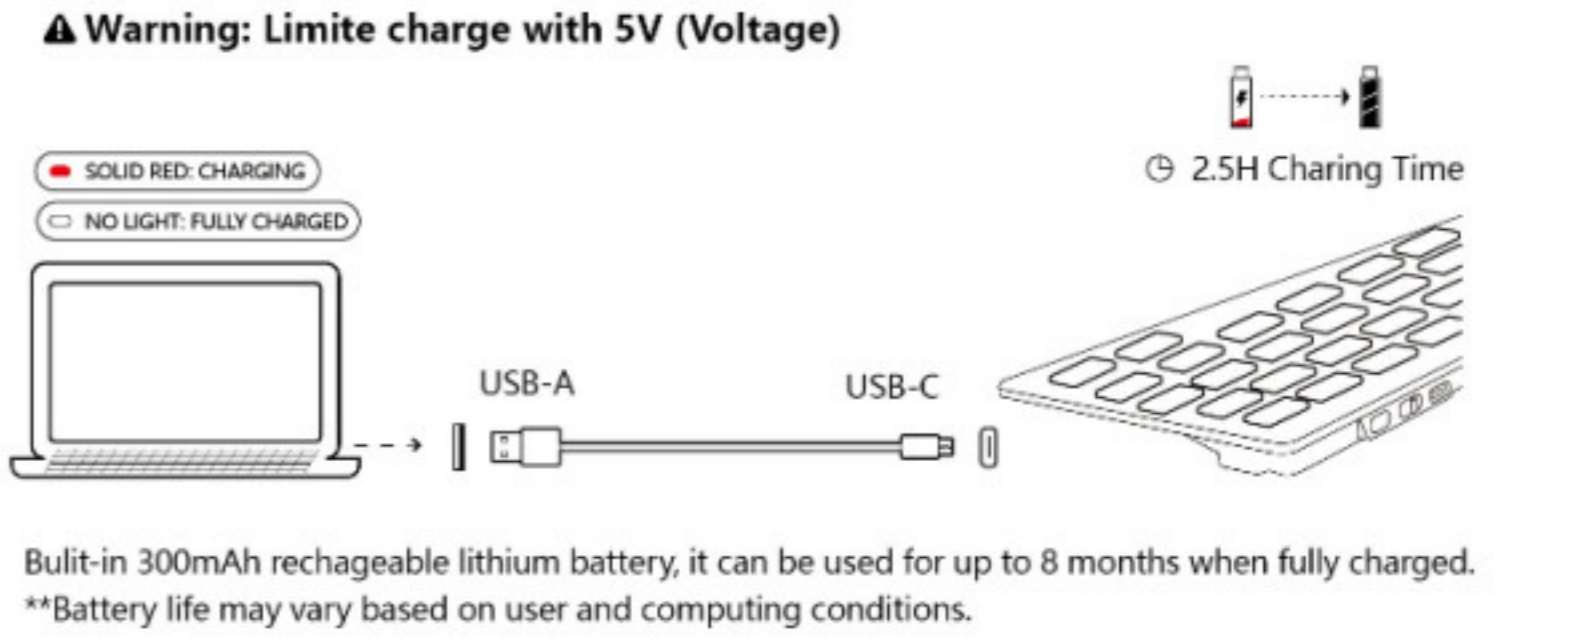 Warning: Limite charge with 5V (Voltage)
2.5H Charing Time
SOLID RED: CHARGING
NO LIGHT: FULLY CHARGED
USB-A
USB-C
Bulit-in 300mAh rechageable lithium battery, it can be used for up to 8 months when fully charged.
**Battery life may vary based on user and computing conditions.